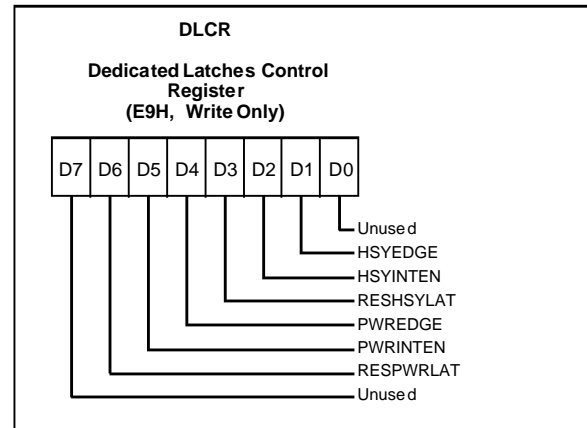 DLCR
Dedicated Latches Control
Register
(E9H, Write Only)
D7 D6 D5 D4 D3 D2 D1 D0
Unused
HSYEDGE
HSYINTEN
RESHSYLAT
PWREDGE
PWRINTEN
RESPWRLAT
Unused